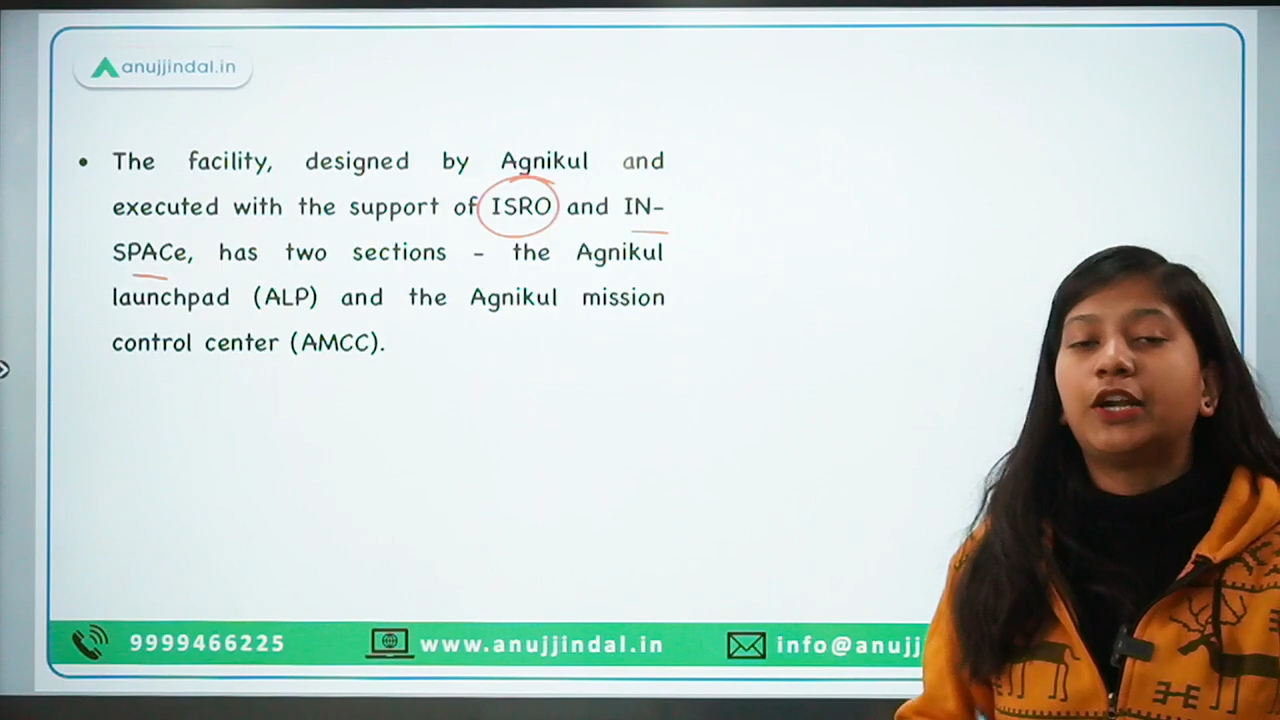 anujjindal.in
• The facility, designed by Agnikul and
executed with the support of ISRO and IN-
SPACe, has two sections - the Agnikul
launchpad (ALP) and the Agnikul mission
control center (AMCC).
9999466225 www.anujjindal.in info@anujj